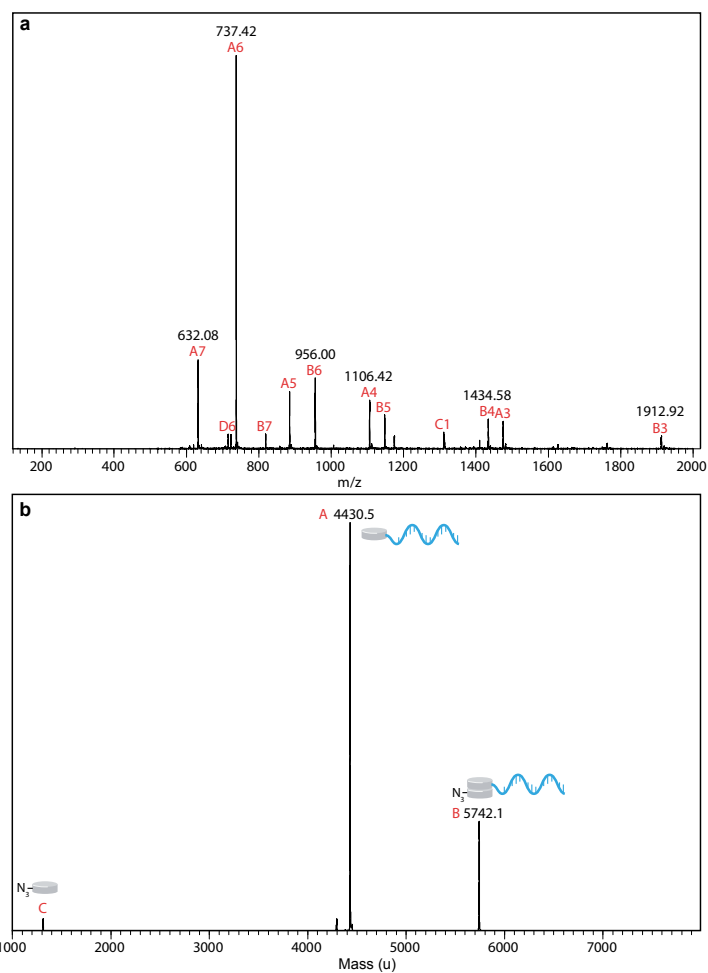 a
737.42
A6
632.08
A7
D6
B7
A5
956.00
B6
1106.42
A4
B5
C1
1434.58
B4 A3
1912.92
B3
200 400 600 800 1000 1200 1400 1600 1800 2000
m/z
b
A 4430.5
N3
B 5742.1
N3
C
1000 2000 3000 4000 5000 6000 7000
Mass (u)